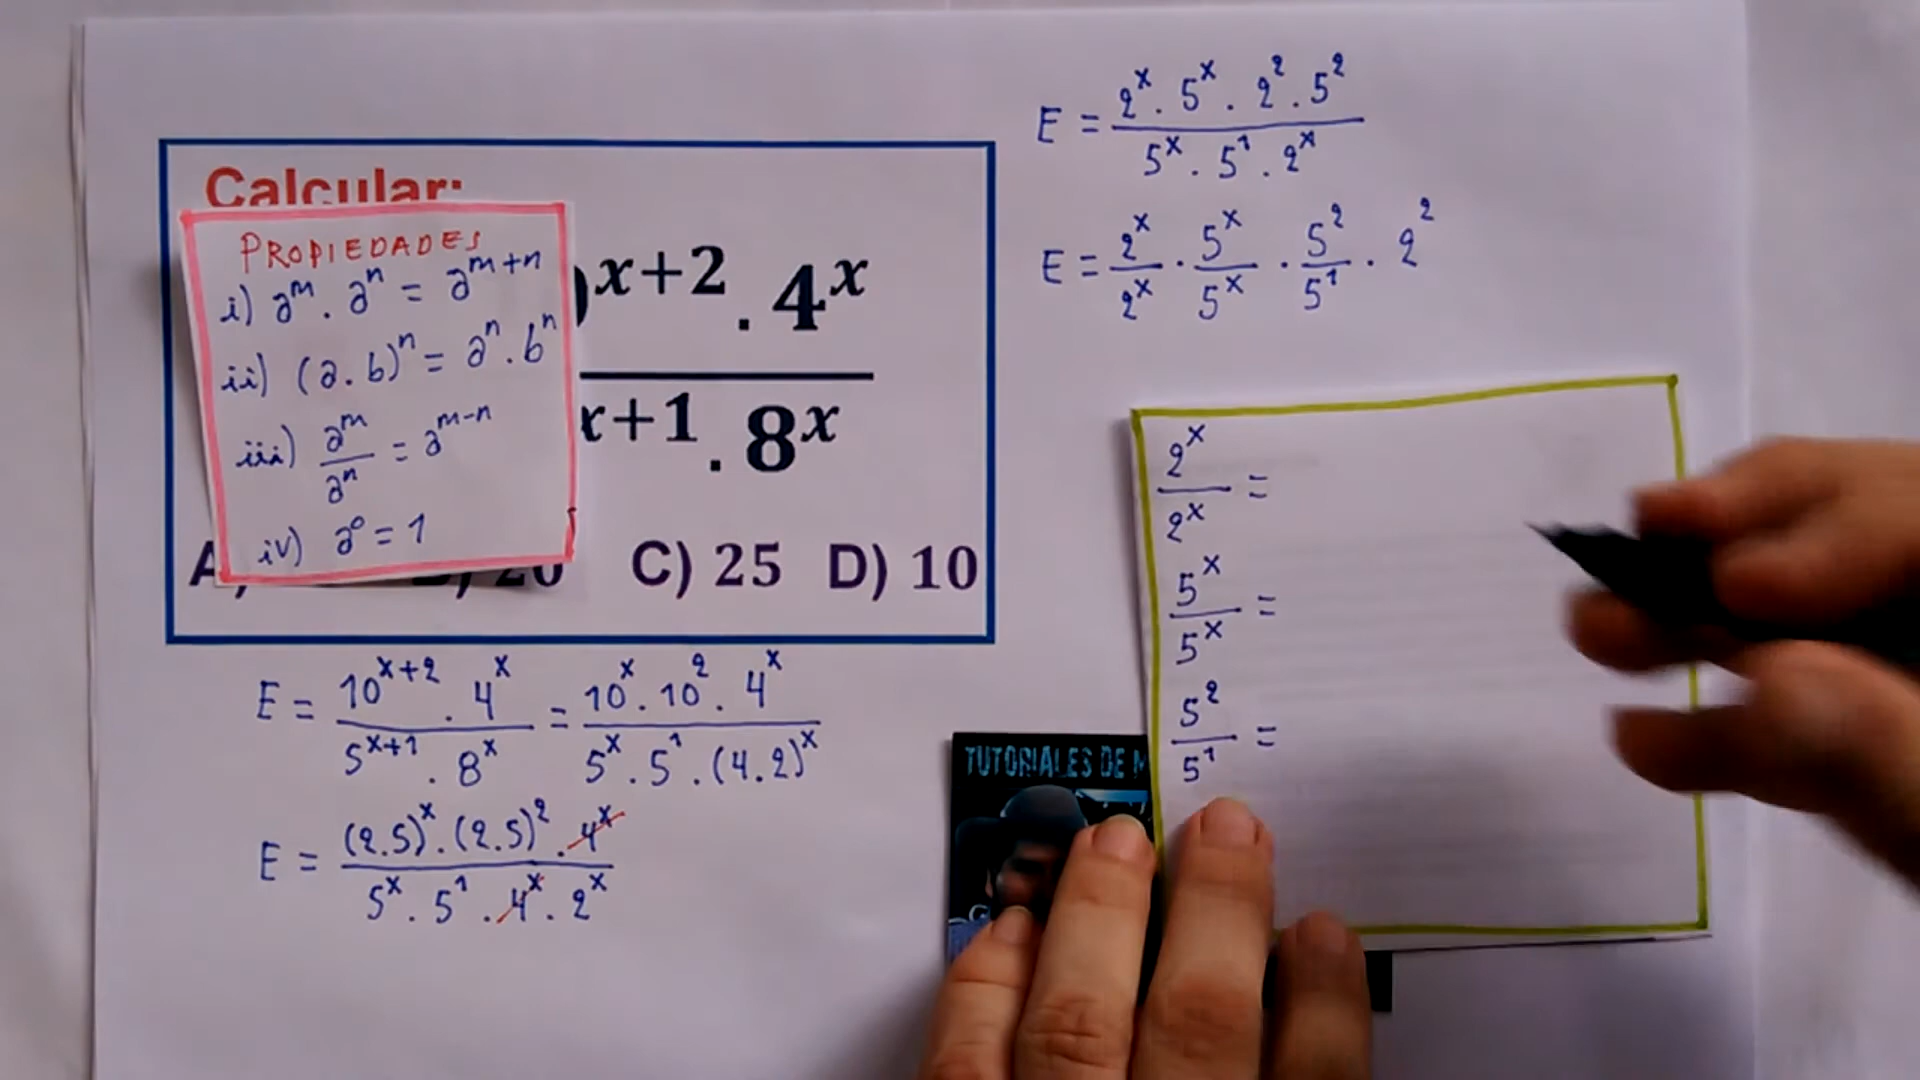 Calcular:
PROPIEDADES
i) a^m . a^n = a^(m+n)
ii) (a.b)^n = a^n . b^n
iii) a^m / a^n = a^(m-n)
iv) a^0 = 1
)^(x+2) . 4^x
x+1 . 8^x
C) 25 D) 10
E = (10^(x+2) . 4^x) / (5^(x+1) . 8^x) = (10^x . 10^2 . 4^x) / (5^x . 5^1 . (4.2)^x)
E = ((2.5)^x . (2.5)^2 . 4^x) / (5^x . 5^1 . 4^x . 2^x)
E = (2^x . 5^x . 2^2 . 5^2) / (5^x . 5^1 . 2^x)
E = 2^x/2^x . 5^x/5^x . 5^2/5^1 . 2^2
2^x / 2^x =
5^x / 5^x =
5^2 / 5^1 =
TUTORIALES DE M